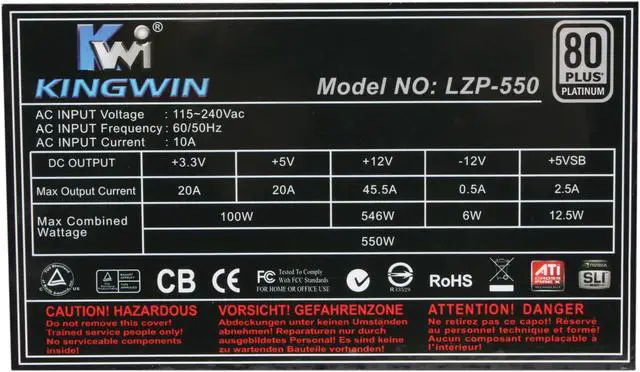 Kwi®
KINGWIN
Model NO: LZP-550
80
PLUS®
PLATINUM
AC INPUT Voltage : 115~240Vac
AC INPUT Frequency : 60/50Hz
AC INPUT Current : 10A
DC OUTPUT +3.3V +5V +12V -12V +5VSB
Max Output Current 20A 20A 45.5A 0.5A 2.5A
Max Combined Wattage 100W 546W 6W 12.5W
550W
CB CE FC Tested To Comply
With FCC Standards
FOR HOME OR OFFICE USE
RoHS
ATI
CROSS
FIRE X
NVIDIA
SLI
CAUTION! HAZARDOUS
Do not remove this cover!
Trained service people only!
No serviceable components
inside!
VORSICHT! GEFAHRENZONE
Abdeckungen unter keinen Umständen
abnehmen! Reparaturen nur durch
ausgebildetes Personal! Es sind keine
zu wartenden Bauteile vorhanden!
ATTENTION! DANGER
Ne retirez pas ce capot! Réservé
au personnel technique et formé!
Aucun composant remplaçable à
l'intérieur!